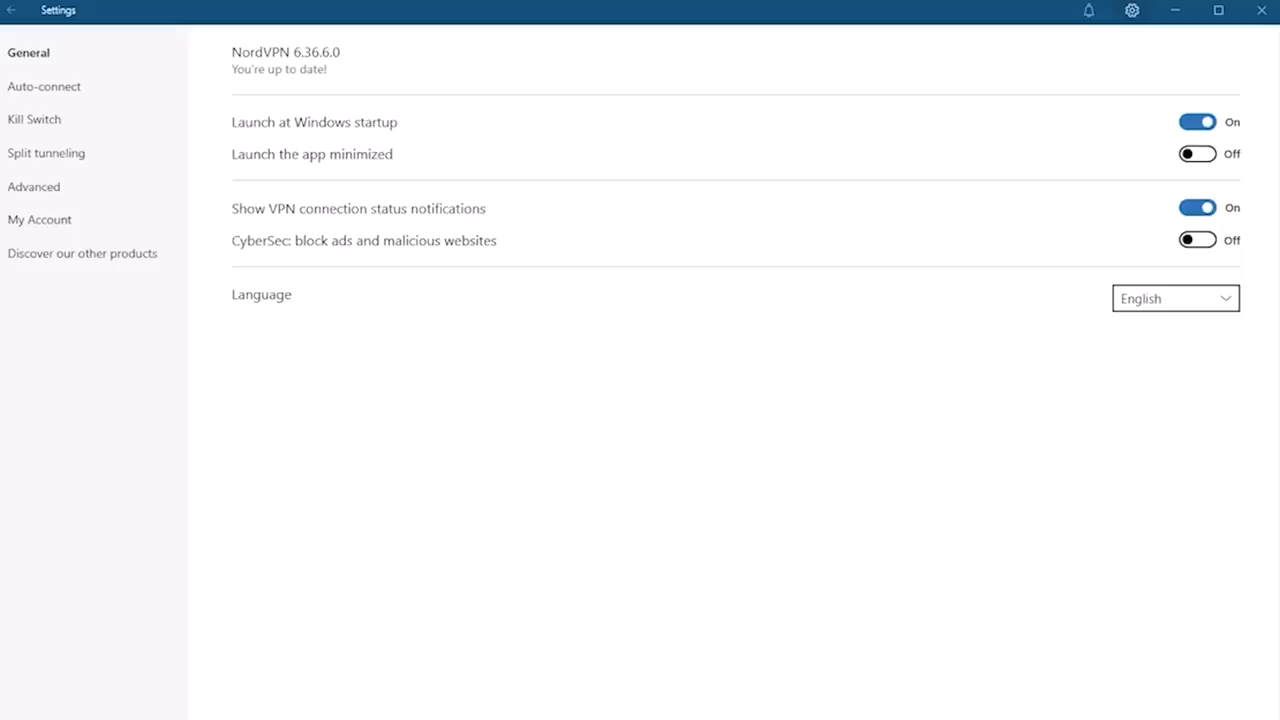 Settings
General
Auto-connect
Kill Switch
Split tunneling
Advanced
My Account
Discover our other products
NordVPN 6.36.6.0
You're up to date!
Launch at Windows startup
On
Launch the app minimized
Off
Show VPN connection status notifications
On
CyberSec: block ads and malicious websites
Off
Language
English